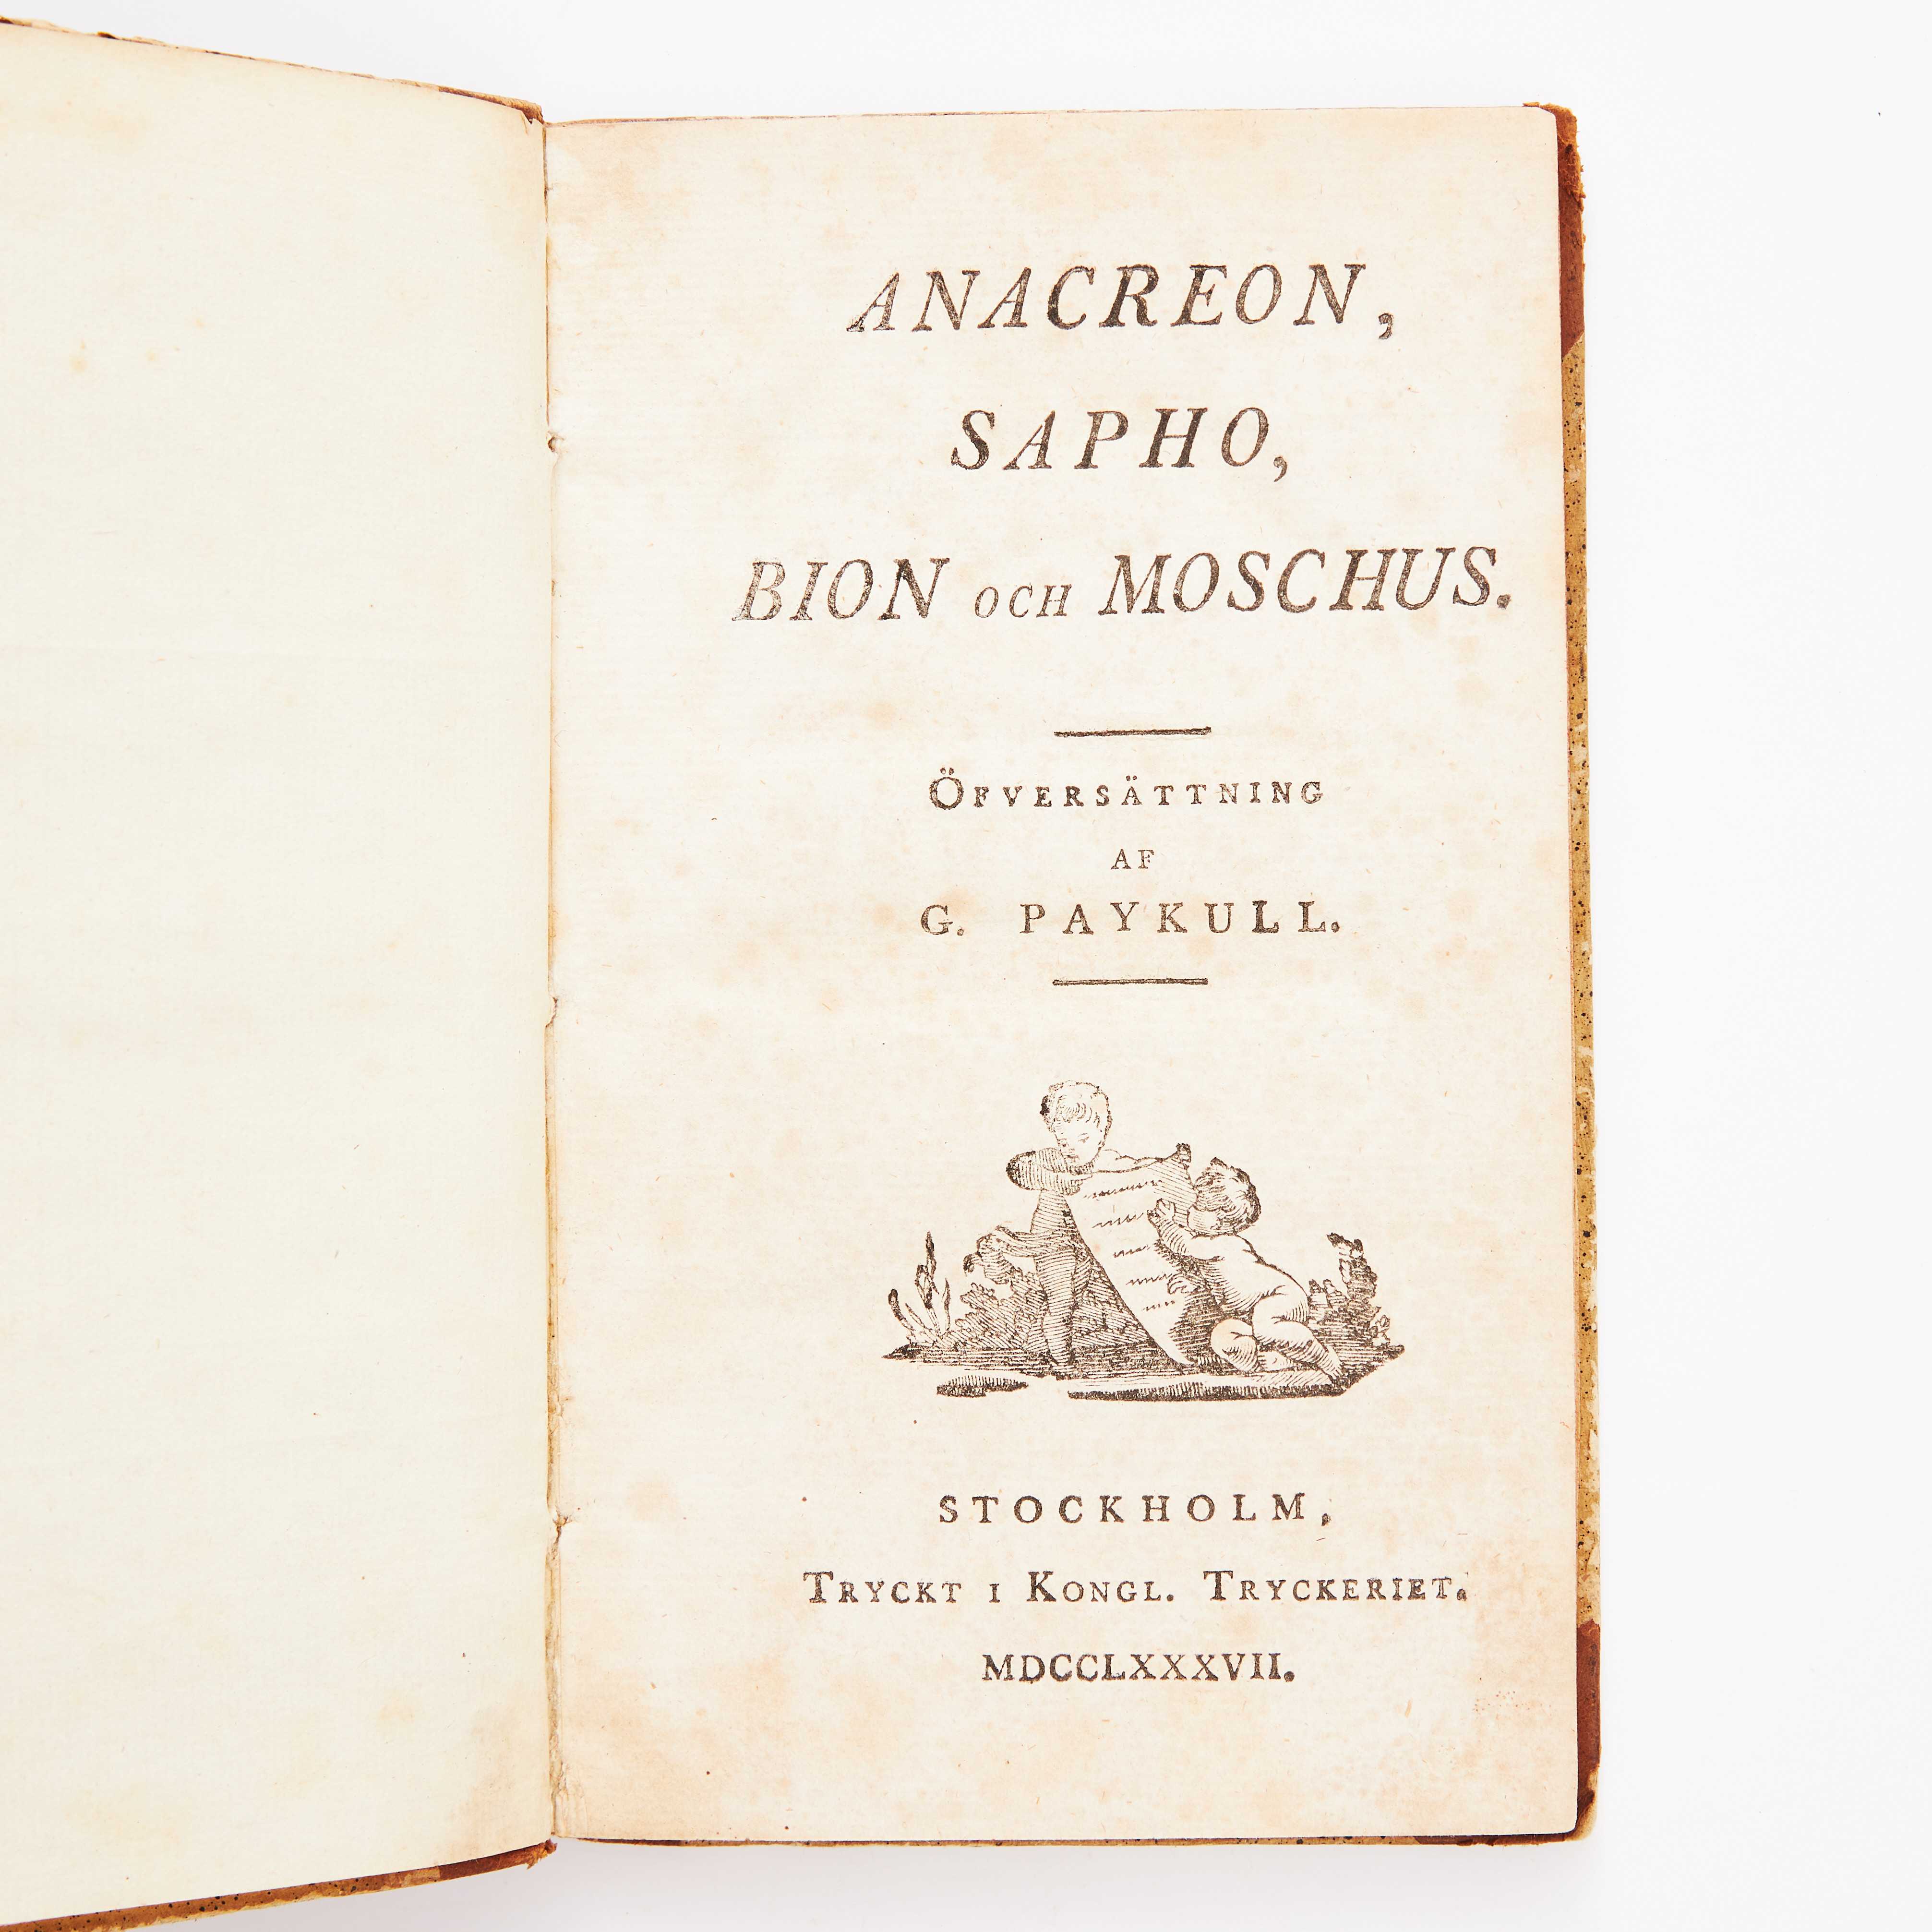 ANACREON,
SAPHO,
BION OCH MOSCHUS.
ÖFVERSÄTTNING
AF
G. PAYKULL.
STOCKHOLM,
TRYCKT I KONGL. TRYCKERIET.
MDCCLXXXVII.